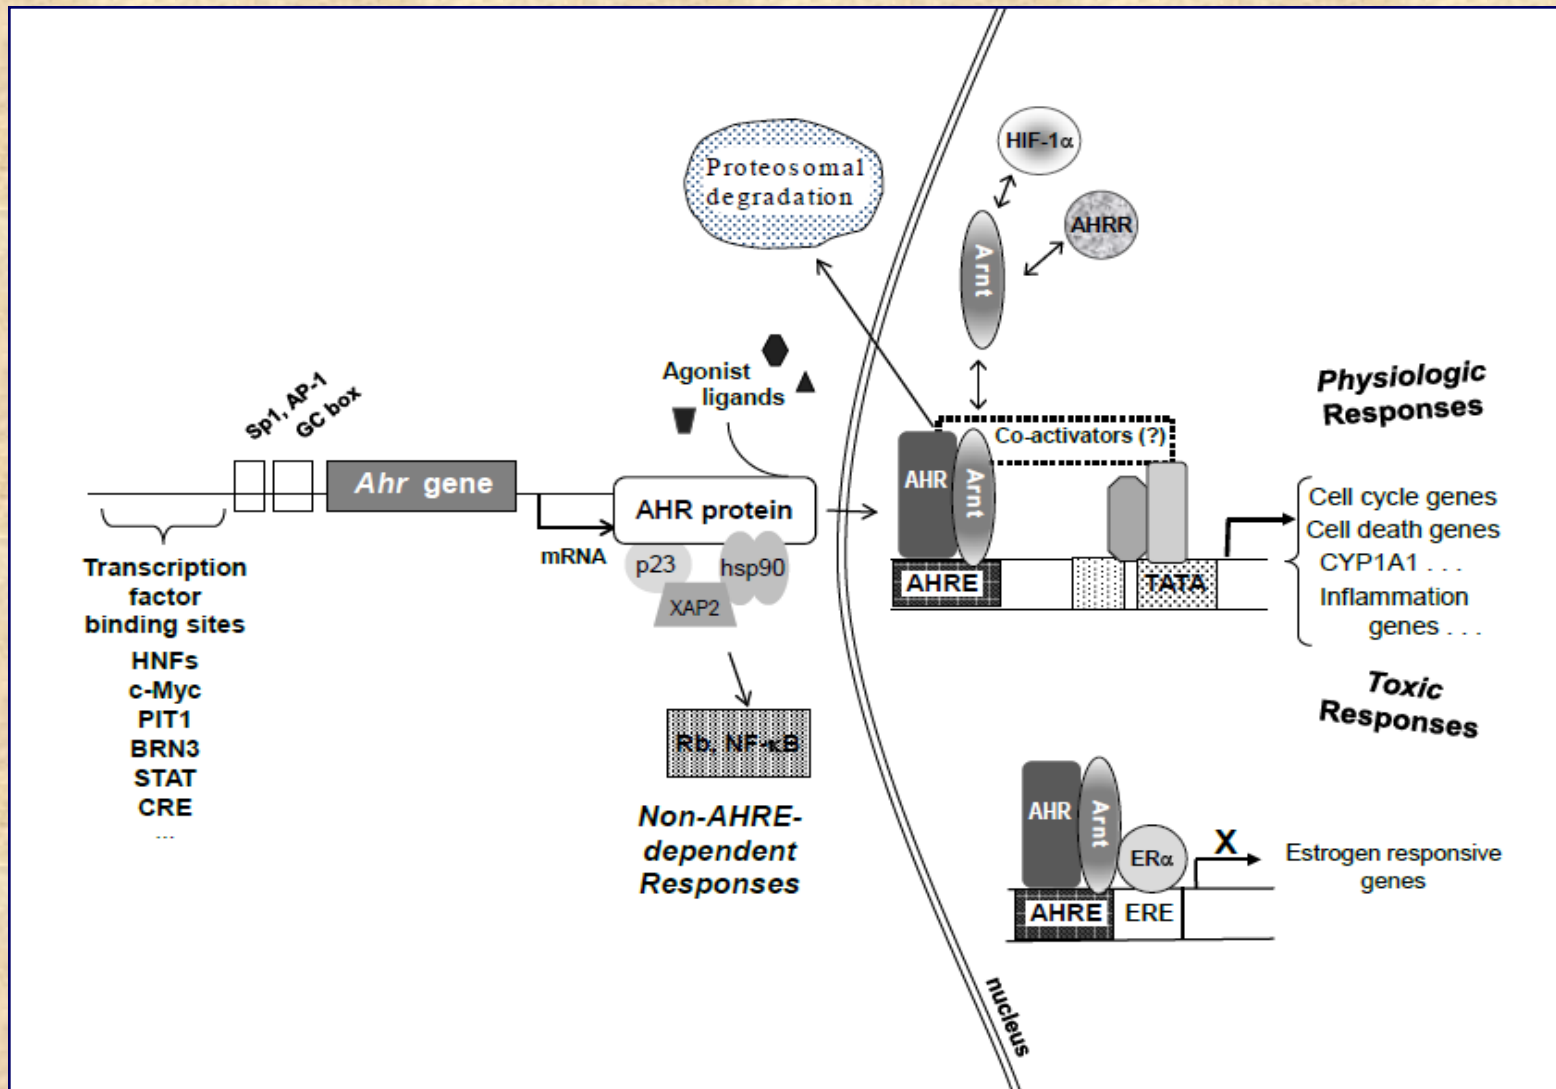 Sp1, AP-1
GC box
Ahr gene
Transcription
factor
binding sites
HNFs
c-Myc
PIT1
BRN3
STAT
CRE
...
mRNA
Agonist
ligands
AHR protein
p23
hsp90
XAP2
Rb, NF-κB
Non-AHRE-
dependent
Responses
Proteosomal
degradation
HIF-1α
AHRR
Arnt
Co-activators (?)
AHR
Arnt
AHRE
TATA
Physiologic
Responses
Cell cycle genes
Cell death genes
CYP1A1 . . .
Inflammation
genes . . .
Toxic
Responses
AHR
Arnt
ERα
X
AHRE
ERE
Estrogen responsive
genes
nucleus